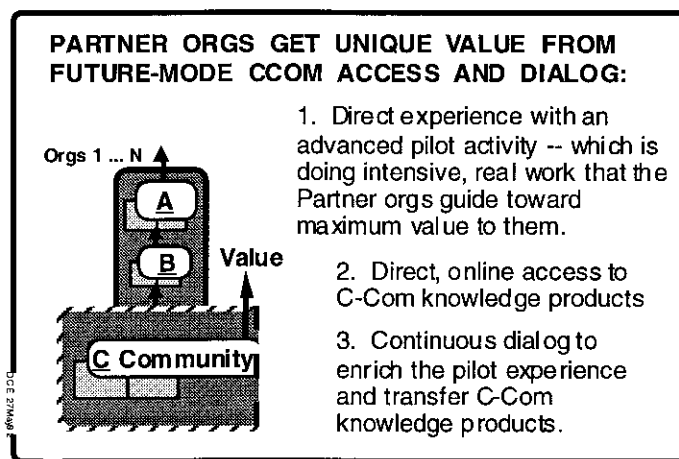 PARTNER ORGS GET UNIQUE VALUE FROM
FUTURE-MODE CCOM ACCESS AND DIALOG:
1. Direct experience with an
advanced pilot activity -- which is
doing intensive, real work that the
Partner orgs guide toward
maximum value to them.
Orgs 1 ... N
A
B
Value
C Community
2. Direct, online access to
C-Com knowledge products
3. Continuous dialog to
enrich the pilot experience
and transfer C-Com
knowledge products.
DCE